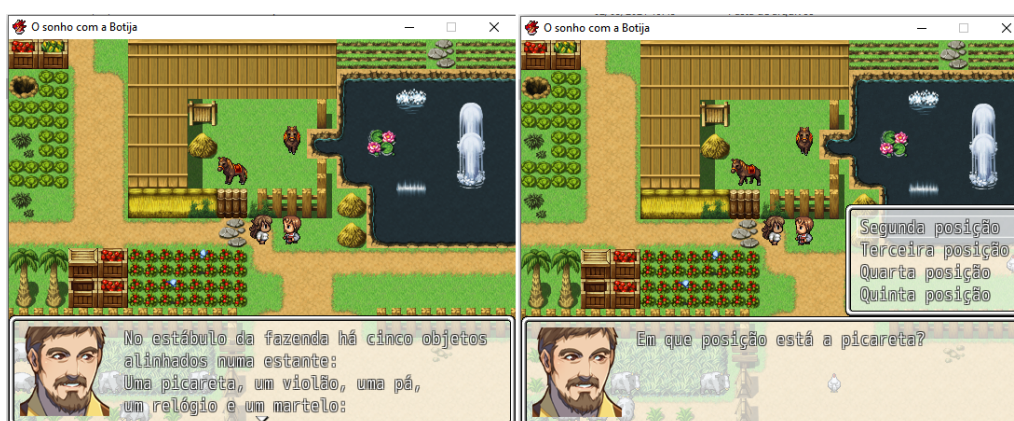 O sonho com a Botija
No estábulo da fazenda há cinco objetos
alinhados numa estante:
Uma picareta, um violão, uma pá,
um relógio e um martelo:
O sonho com a Botija
Segunda posição
Terceira posição
Quarta posição
Quinta posição
Em que posição está a picareta?